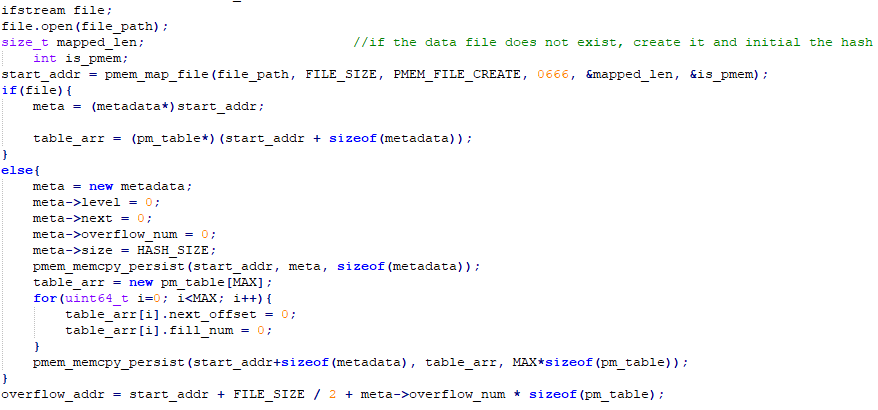 ifstream file;
file.open(file_path);
size_t mapped_len; //if the data file does not exist, create it and initial the hash
int is_pmem;
start_addr = pmem_map_file(file_path, FILE_SIZE, PMEM_FILE_CREATE, 0666, &mapped_len, &is_pmem);
if(file){
meta = (metadata*)start_addr;
table_arr = (pm_table*)(start_addr + sizeof(metadata));
}
else{
meta = new metadata;
meta->level = 0;
meta->next = 0;
meta->overflow_num = 0;
meta->size = HASH_SIZE;
pmem_memcpy_persist(start_addr, meta, sizeof(metadata));
table_arr = new pm_table[MAX];
for(uint64_t i=0; i<MAX; i++){
table_arr[i].next_offset = 0;
table_arr[i].fill_num = 0;
}
pmem_memcpy_persist(start_addr+sizeof(metadata), table_arr, MAX*sizeof(pm_table));
}
overflow_addr = start_addr + FILE_SIZE / 2 + meta->overflow_num * sizeof(pm_table);